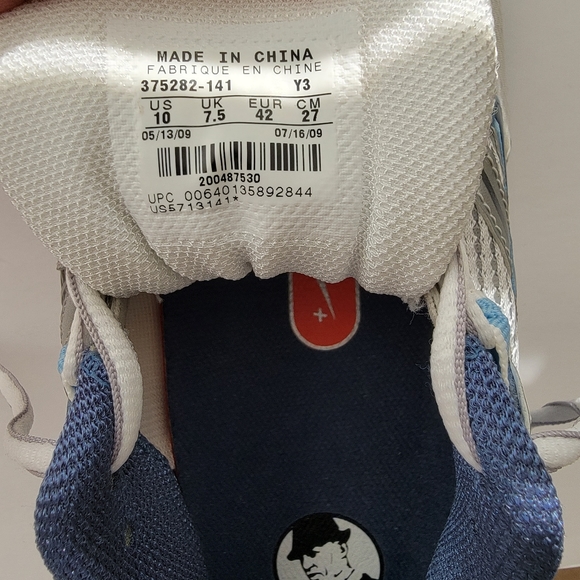 MADE IN CHINA
FABRIQUE EN CHINE
375282-141 Y3
US UK EUR CM
10 7.5 42 27
05/13/09 07/16/09
200487530
UPC 00640135892844
US5713141*